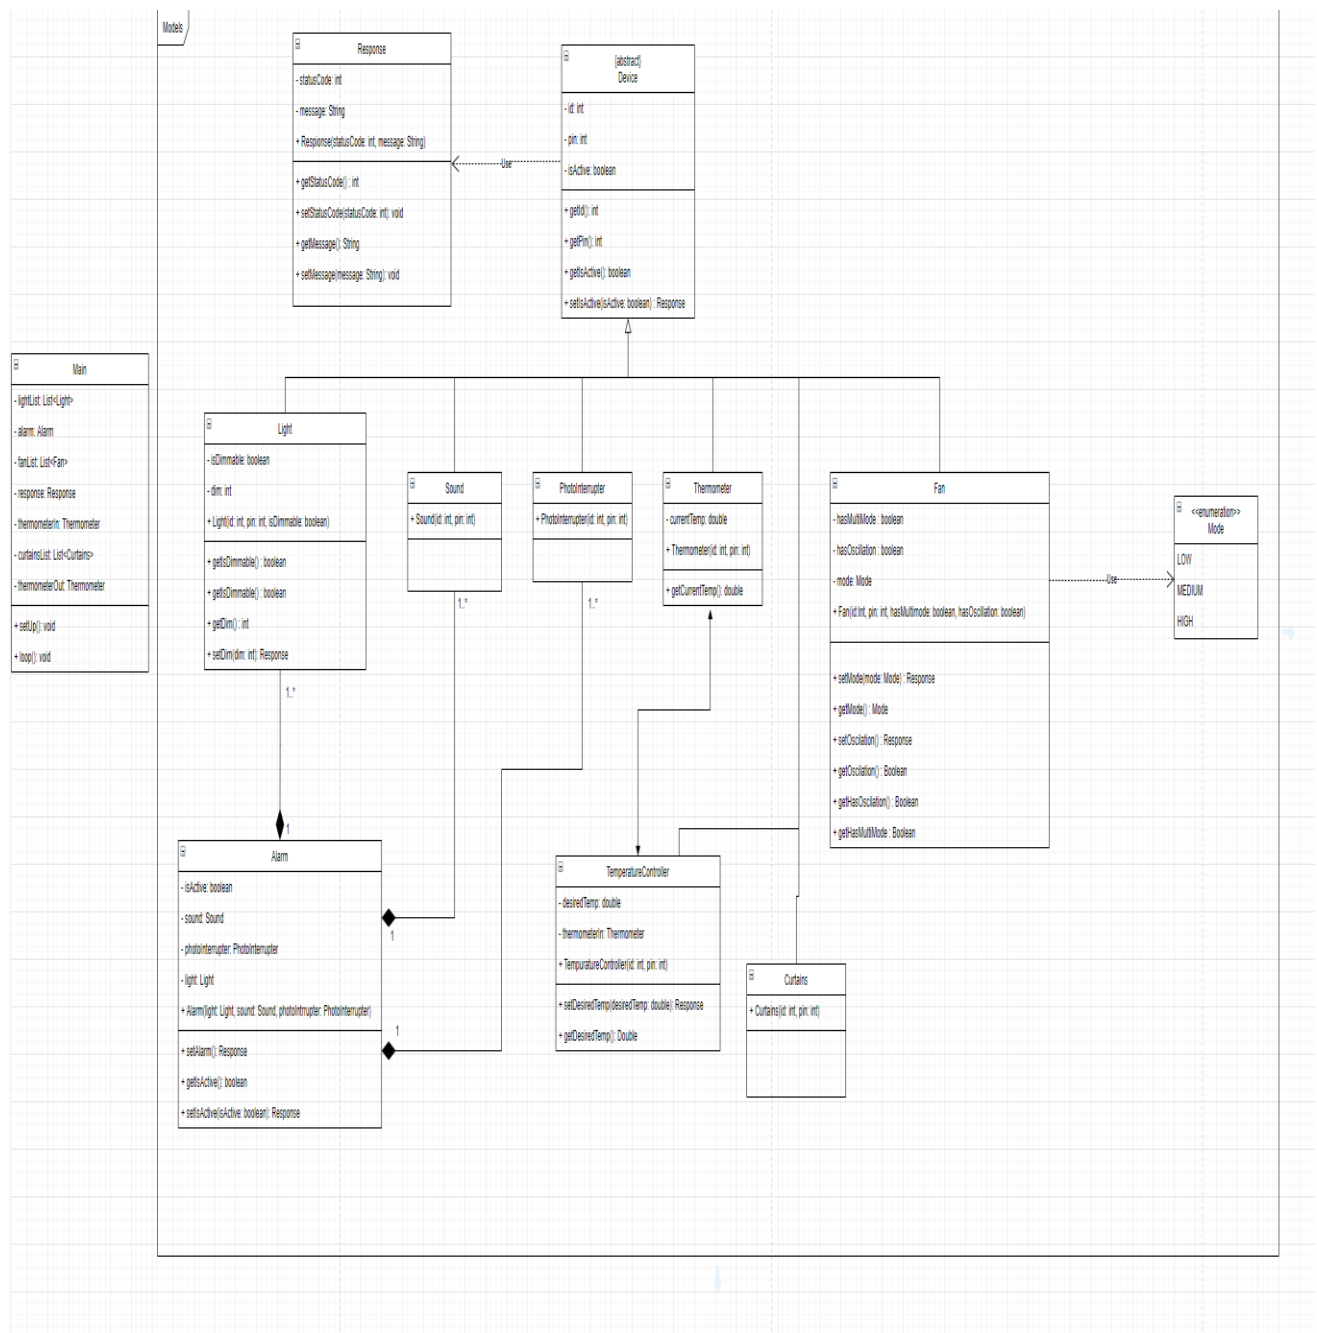 Models
Response
- statusCode: int
- message: String
+ Response(statusCode: int, message: String)
+ getStatusCode() : int
+ setStatusCode(statusCode: int): void
+ getMessage(): String
+ setMessage(message: String): void
{abstract}
Device
- id: int
- pin: int
- isActive: boolean
+ getId(): int
+ getPin(): int
+ getIsActive(): boolean
+ setIsActive(isActive: boolean) : Response
Use
Main
- lightList: List<Light>
- alarm: Alarm
- fanList: List<Fan>
- response: Response
- thermometerIn: Thermometer
- curtainsList: List<Curtains>
- thermometerOut: Thermometer
+ setUp(): void
+ loop(): void
Light
- isDimmable: boolean
- dim: int
+ Light(id: int, pin: int, isDimmable: boolean)
+ getIsDimmable() : boolean
+ getIsDimmable() : boolean
+ getDim() : int
+ setDim(dim: int): Response
1..*
Sound
+ Sound(id: int, pin: int)
1..*
PhotoInterrupter
+ PhotoInterrupter(id: int, pin: int)
1..*
Thermometer
- currentTemp: double
+ Thermometer(id: int, pin: int)
+ getCurrentTemp(): double
Fan
- hasMultiMode : boolean
- hasOscillation : boolean
- mode: Mode
+ Fan(id:int, pin: int, hasMultimode: boolean, hasOscillation: boolean)
+ setMode(mode: Mode) : Response
+ getMode() : Mode
+ setOscilation() : Response
+ getOscilation() : Boolean
+ getHasOscilation() : Boolean
+ getHasMultiMode : Boolean
Use
<<enumeration>>
Mode
LOW
MEDIUM
HIGH
1
Alarm
- isActive: boolean
- sound: Sound
- photoInterrupter: PhotoInterrupter
- light: Light
+ Alarm(light: Light, sound: Sound, photoIntrrupter: PhotoInterrupter)
+ setAlarm(): Response
+ getIsActive(): boolean
+ setIsActive(isActive: boolean): Response
1
1
TemperatureController
- desiredTemp: double
- thermometerIn: Thermometer
+ TempuratureController(id: int, pin: int)
+ setDesiredTemp(desiredTemp: double): Response
+ getDesiredTemp(): Double
Curtains
+ Curtains(id: int, pin: int)